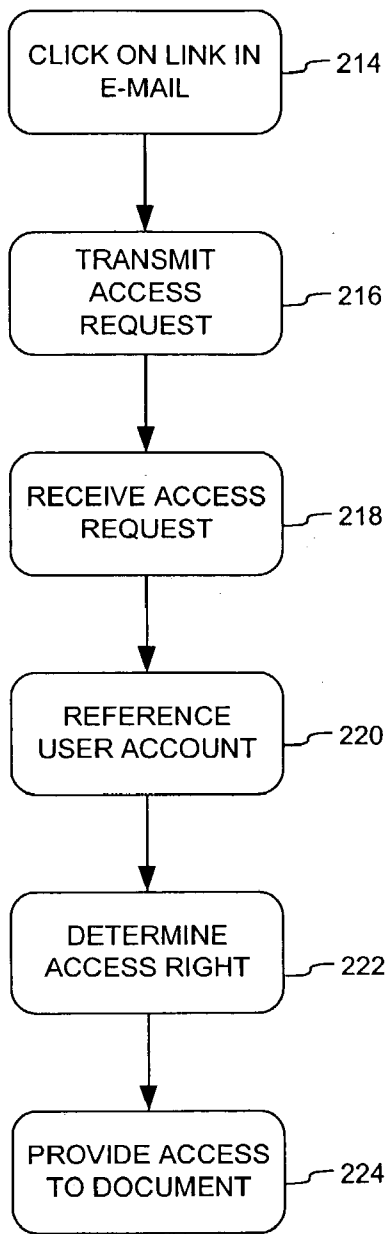 CLICK ON LINK IN
E-MAIL
214
TRANSMIT
ACCESS
REQUEST
216
RECEIVE ACCESS
REQUEST
218
REFERENCE
USER ACCOUNT
220
DETERMINE
ACCESS RIGHT
222
PROVIDE ACCESS
TO DOCUMENT
224